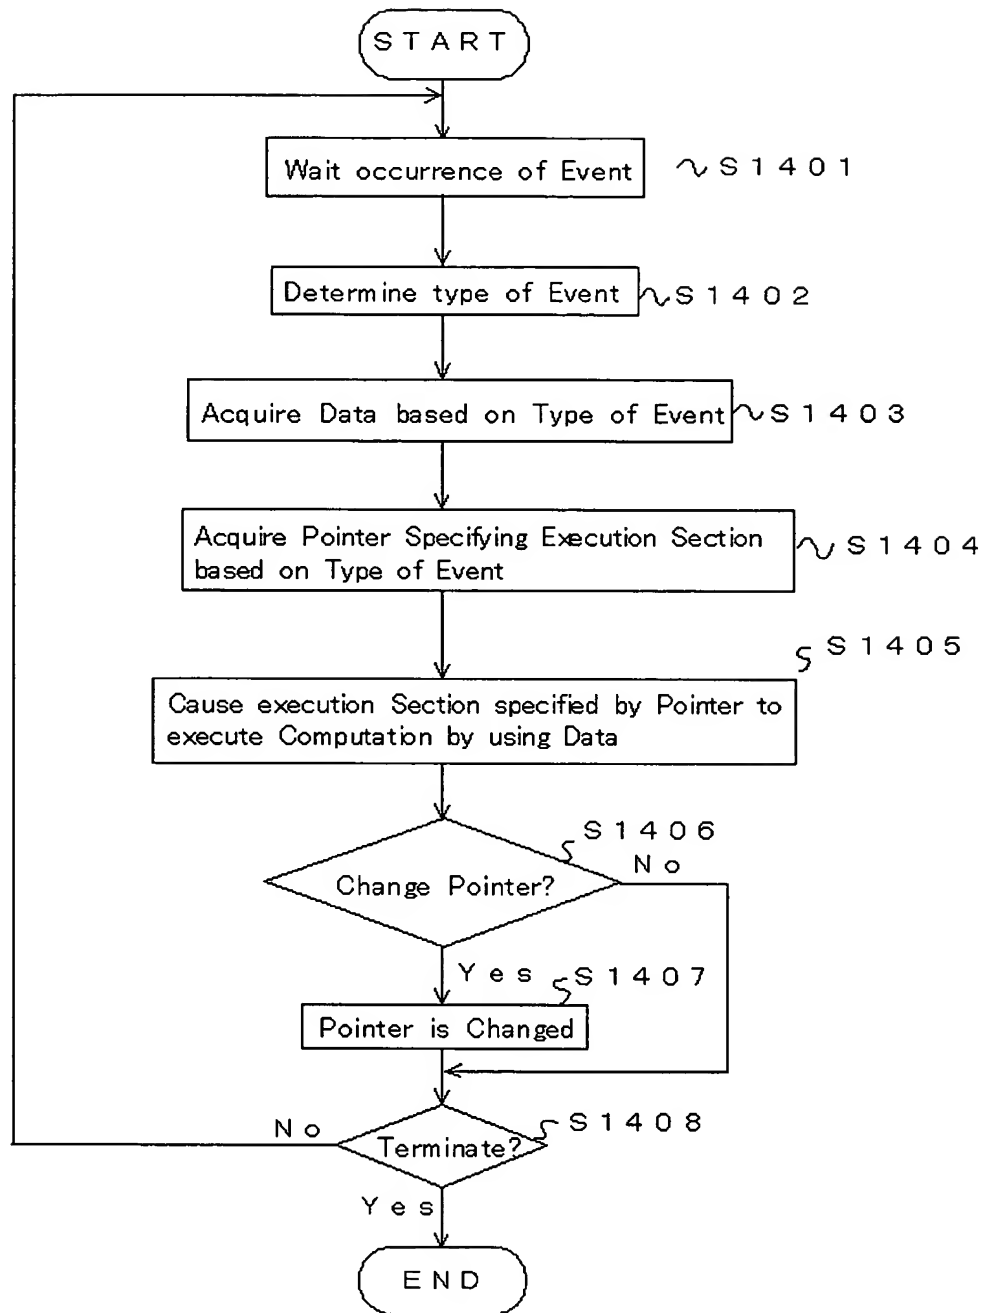 START
Wait occurrence of Event
S1401
Determine type of Event
S1402
Acquire Data based on Type of Event
S1403
Acquire Pointer Specifying Execution Section
based on Type of Event
S1404
S1405
Cause execution Section specified by Pointer to
execute Computation by using Data
S1406
No
Change Pointer?
Yes
S1407
Pointer is Changed
No
S1408
Terminate?
Yes
END